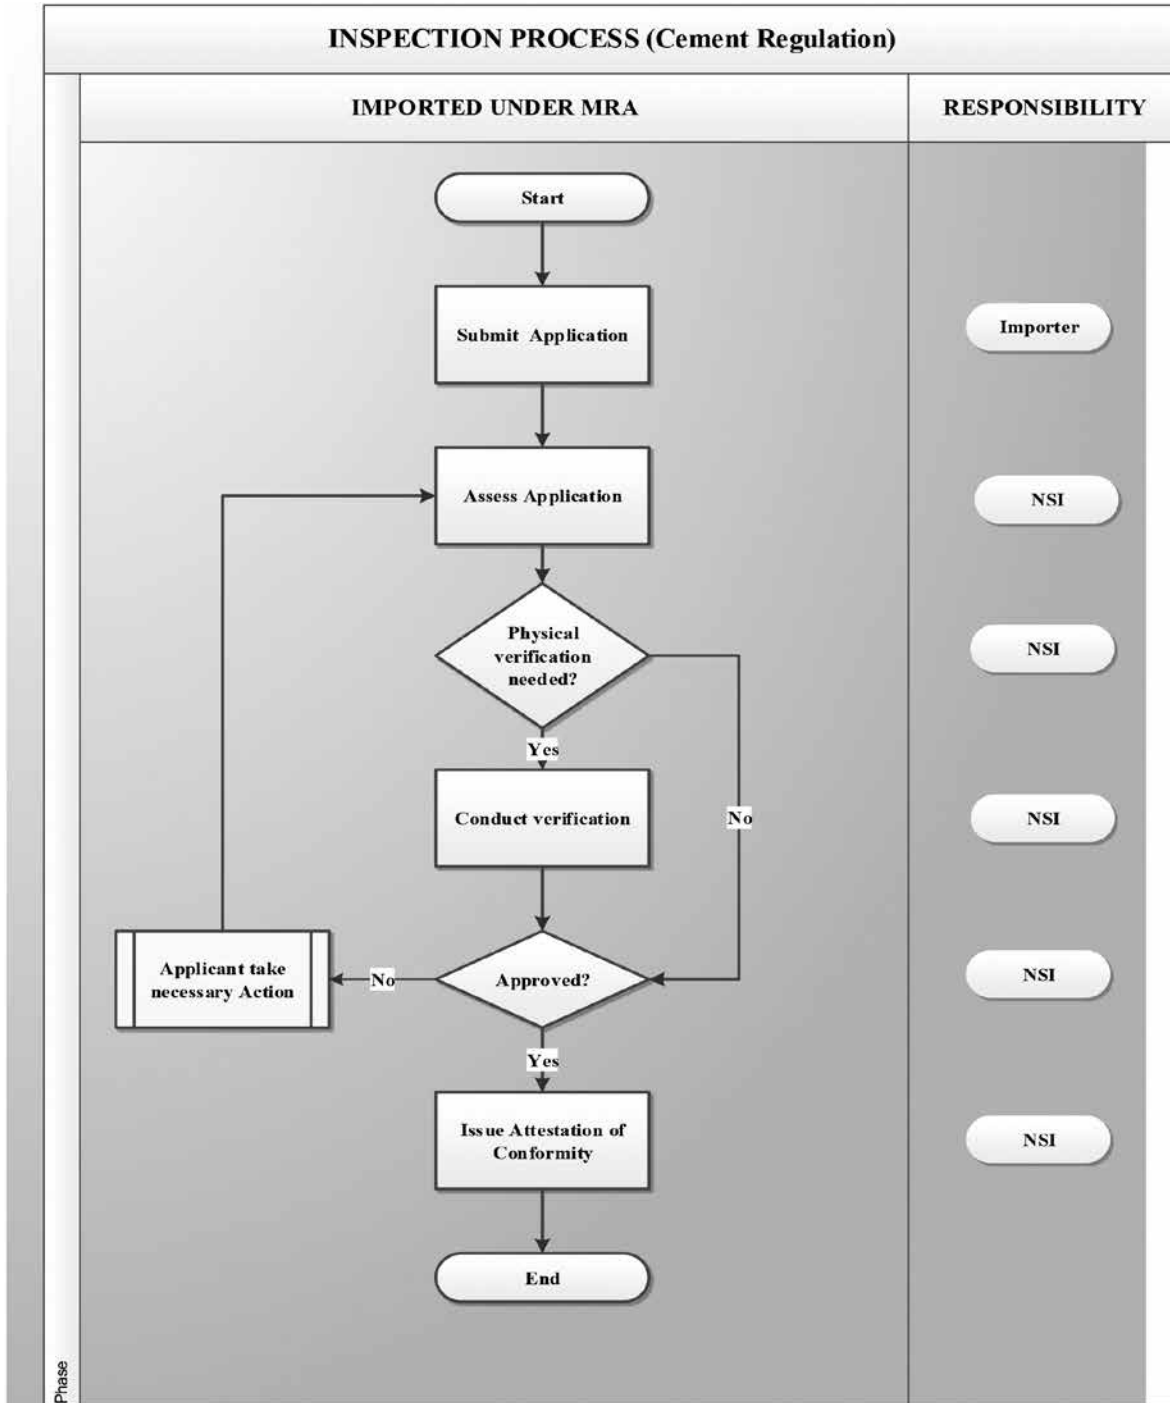 INSPECTION PROCESS (Cement Regulation)
IMPORTED UNDER MRA
RESPONSIBILITY
Start
Submit Application
Importer
Assess Application
NSI
Physical
verification
needed?
NSI
Yes
Conduct verification
No
NSI
Applicant take
necessary Action
No
Approved?
NSI
Yes
Issue Attestation of
Conformity
NSI
End
Phase